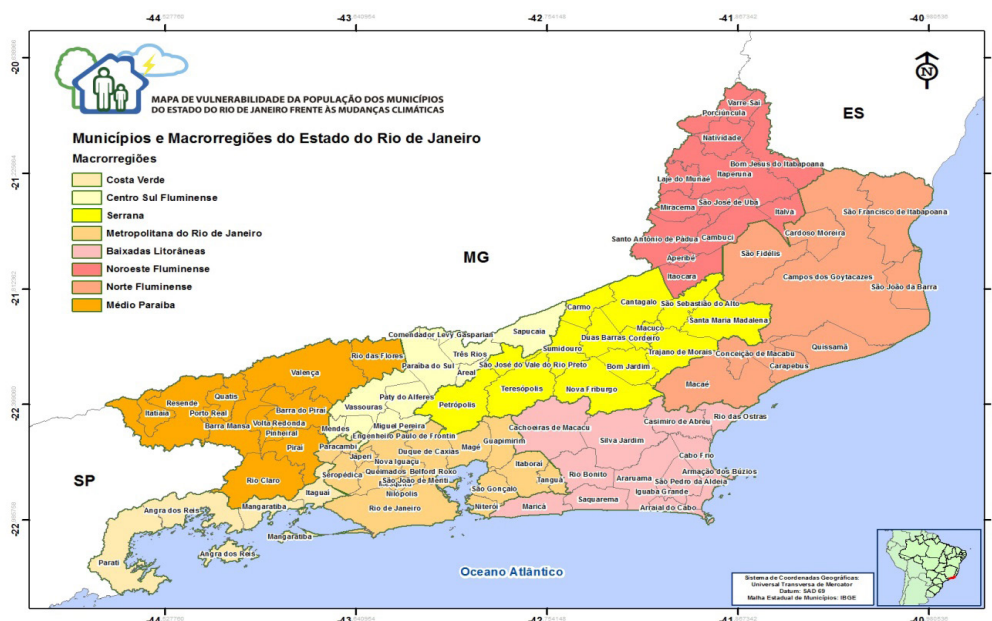 -44
-43
-42
-41
-40
MAPA DE VULNERABILIDADE DA POPULAÇÃO DOS MUNICÍPIOS
DO ESTADO DO RIO DE JANEIRO FRENTE ÀS MUDANÇAS CLIMÁTICAS
Municípios e Macrorregiões do Estado do Rio de Janeiro
Macrorregiões
Costa Verde
Centro Sul Fluminense
Serrana
Metropolitana do Rio de Janeiro
Baixadas Litorâneas
Noroeste Fluminense
Norte Fluminense
Médio Paraiba
N
ES
MG
SP
Varre-Sai
Porciúncula
Natividade
Bom Jesus do Itabapoana
Itaperuna
Laje do Muriaé
São José de Ubá
Miracema
Italva
São Francisco de Itabapoana
Cardoso Moreira
Santo Antônio de Pádua
Cambuci
São Fidélis
Aperibé
Itaocara
Campos dos Goytacazes
São João da Barra
Carmo
Cantagalo
São Sebastião do Alto
Santa Maria Madalena
Macuco
Duas Barras
Cordeiro
Sapucaia
Sumidouro
Comendador Levy Gasparian
Três Rios
Rio das Flores
Paraíba do Sul
Areal
São José do Vale do Rio Preto
Trajano de Morais
Conceição de Macabu
Quissamã
Carapebus
Valença
Bom Jardim
Teresópolis
Nova Friburgo
Macaé
Paty do Alferes
Petrópolis
Resende
Quatis
Itatiaia
Porto Real
Barra do Piraí
Vassouras
Barra Mansa
Volta Redonda
Pinheiral
Mendes
Miguel Pereira
Engenheiro Paulo de Frontin
Piraí
Paracambi
Japeri
Magé
Guapimirim
Cachoeiras de Macacu
Silva Jardim
Casimiro de Abreu
Rio das Ostras
Duque de Caxias
Nova Iguaçu
Queimados
Belford Roxo
São João de Meriti
Nilópolis
Seropédica
Itaguaí
Rio Claro
Itaboraí
Tanguá
Rio Bonito
Araruama
Cabo Frio
Armação dos Búzios
São Pedro da Aldeia
Iguaba Grande
São Gonçalo
Niterói
Rio de Janeiro
Maricá
Saquarema
Arraial do Cabo
Mangaratiba
Angra dos Reis
Mangaratiba
Angra dos Reis
Parati
Oceano Atlântico
Sistema de Coordenadas Geográficas:
Universal Transversa de Mercator
Datum: SAD 69
Malha Estadual de Municípios: IBGE
-44
-43
-42
-41
-40